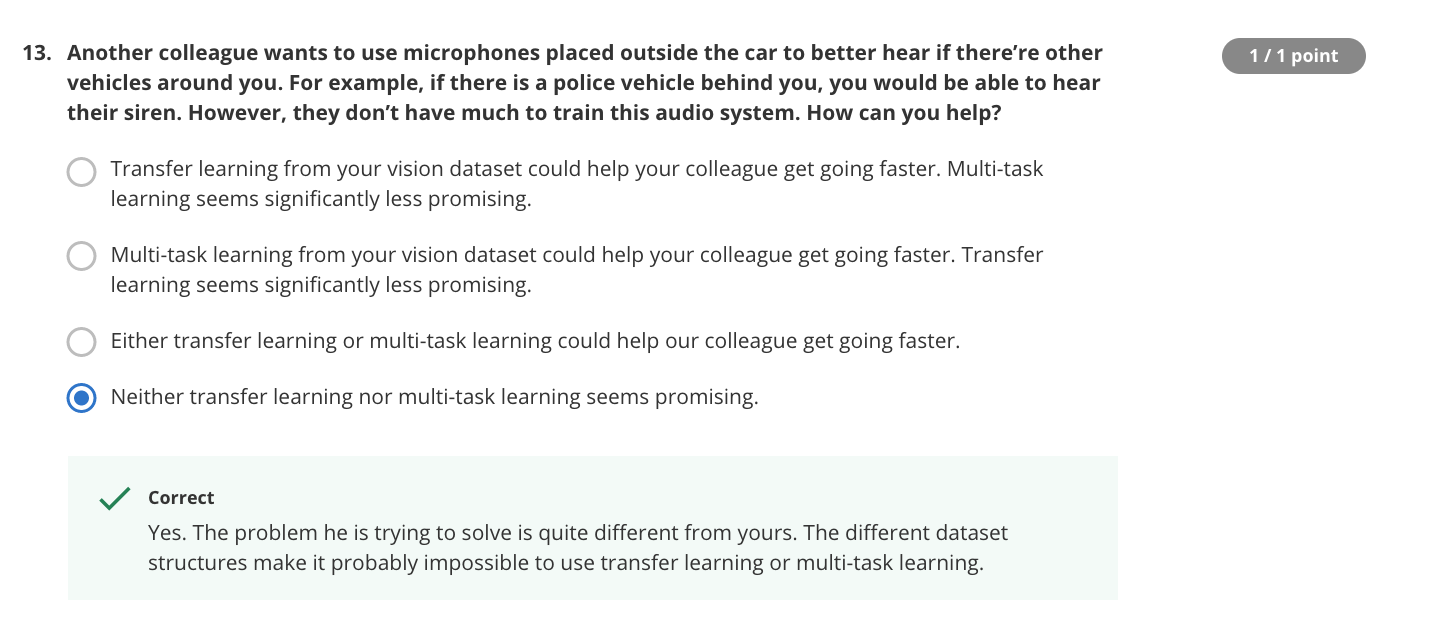 13. Another colleague wants to use microphones placed outside the car to better hear if there’re other
vehicles around you. For example, if there is a police vehicle behind you, you would be able to hear
their siren. However, they don’t have much to train this audio system. How can you help?
1 / 1 point
Transfer learning from your vision dataset could help your colleague get going faster. Multi-task
learning seems significantly less promising.
Multi-task learning from your vision dataset could help your colleague get going faster. Transfer
learning seems significantly less promising.
Either transfer learning or multi-task learning could help our colleague get going faster.
Neither transfer learning nor multi-task learning seems promising.
Correct
Yes. The problem he is trying to solve is quite different from yours. The different dataset
structures make it probably impossible to use transfer learning or multi-task learning.